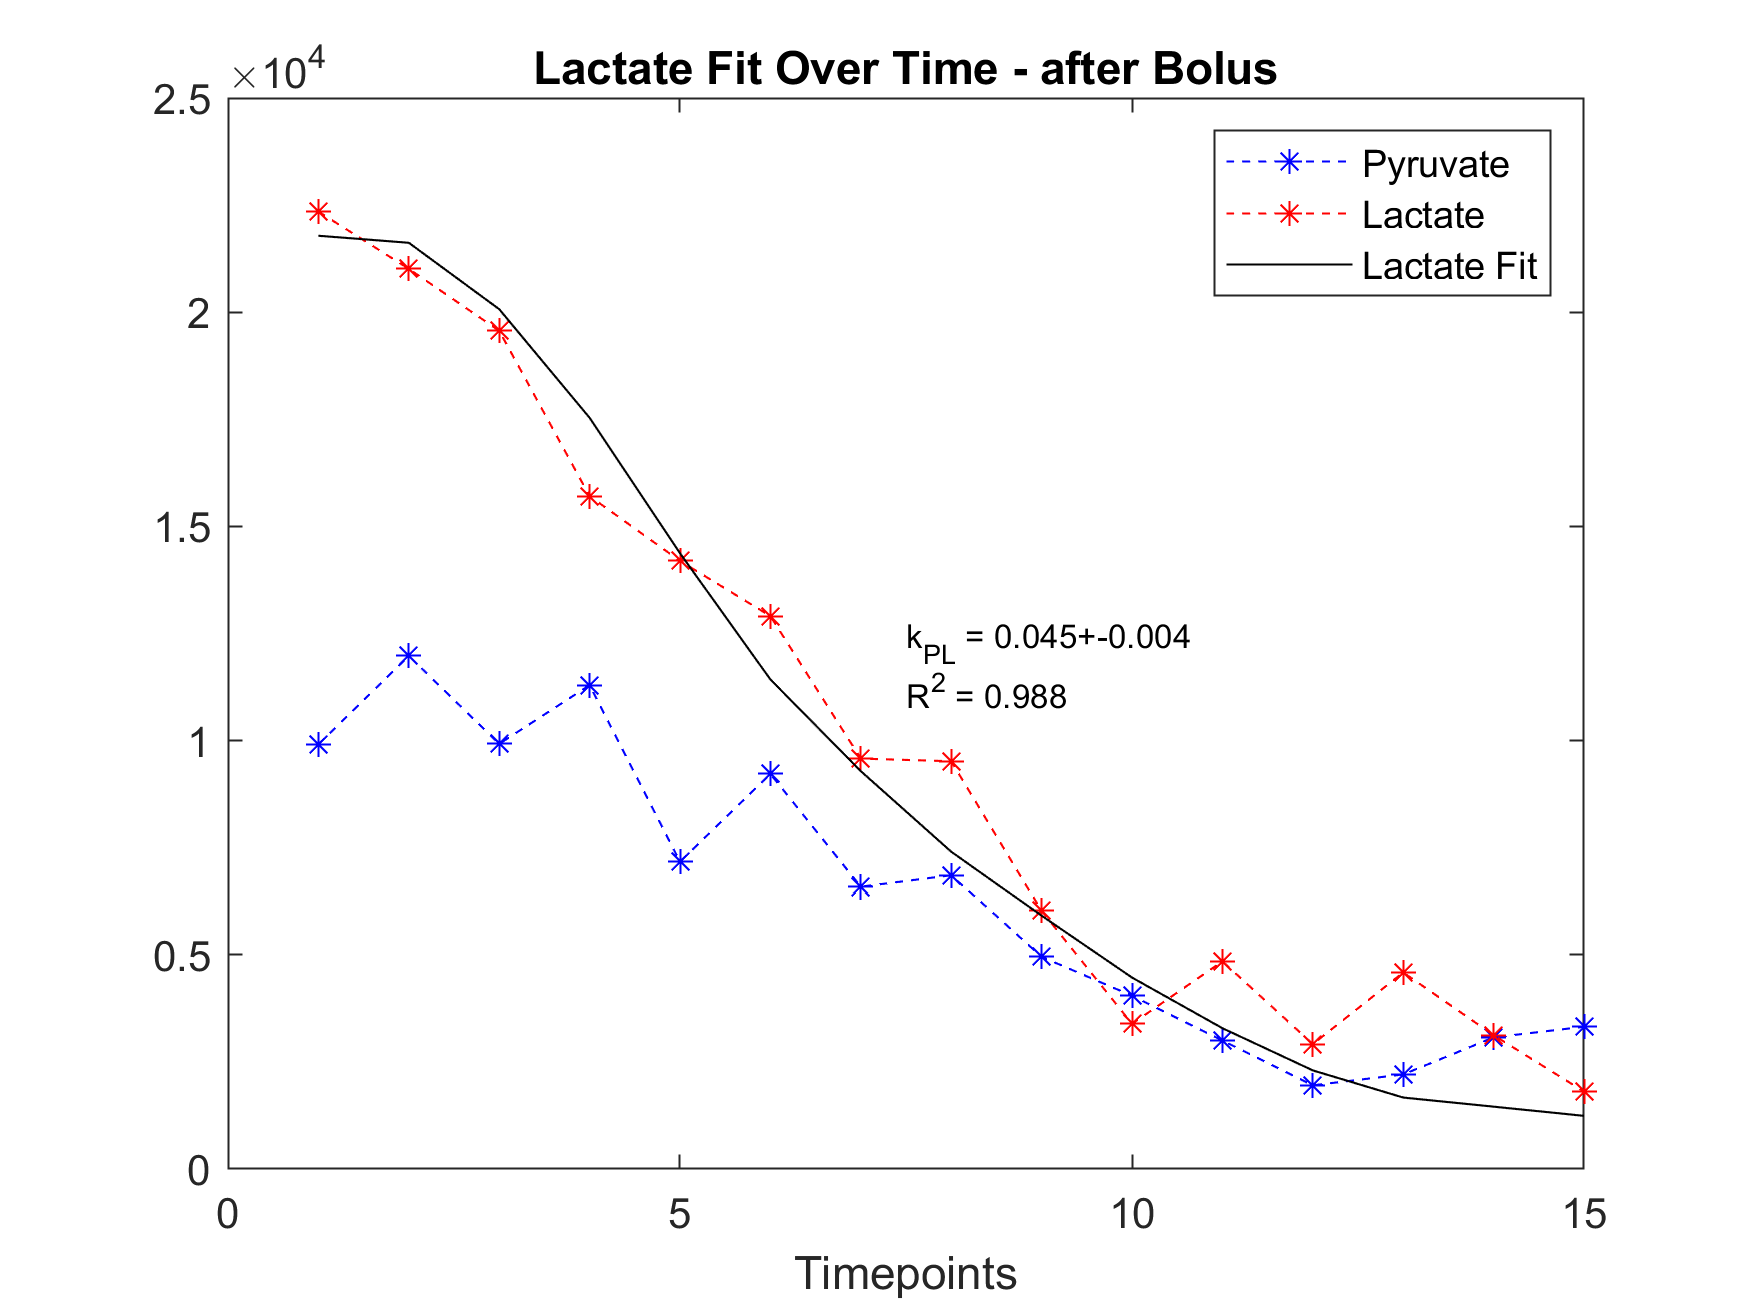 Lactate Fit Over Time - after Bolus
×10^4
2.5
2
1.5
1
0.5
0
0
5
10
15
Timepoints
Pyruvate
Lactate
Lactate Fit
k_PL = 0.045+-0.004
R^2 = 0.988